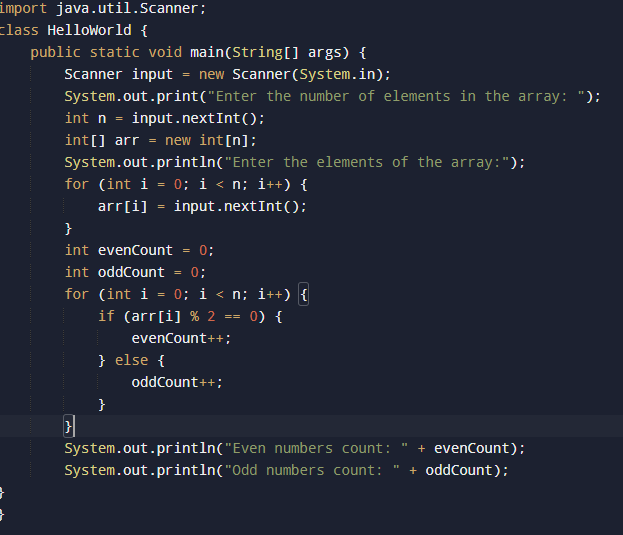 import java.util.Scanner;
class HelloWorld {
    public static void main(String[] args) {
        Scanner input = new Scanner(System.in);
        System.out.print("Enter the number of elements in the array: ");
        int n = input.nextInt();
        int[] arr = new int[n];
        System.out.println("Enter the elements of the array:");
        for (int i = 0; i < n; i++) {
            arr[i] = input.nextInt();
        }
        int evenCount = 0;
        int oddCount = 0;
        for (int i = 0; i < n; i++) {
            if (arr[i] % 2 == 0) {
                evenCount++;
            } else {
                oddCount++;
            }
        }
        System.out.println("Even numbers count: " + evenCount);
        System.out.println("Odd numbers count: " + oddCount);
}
}